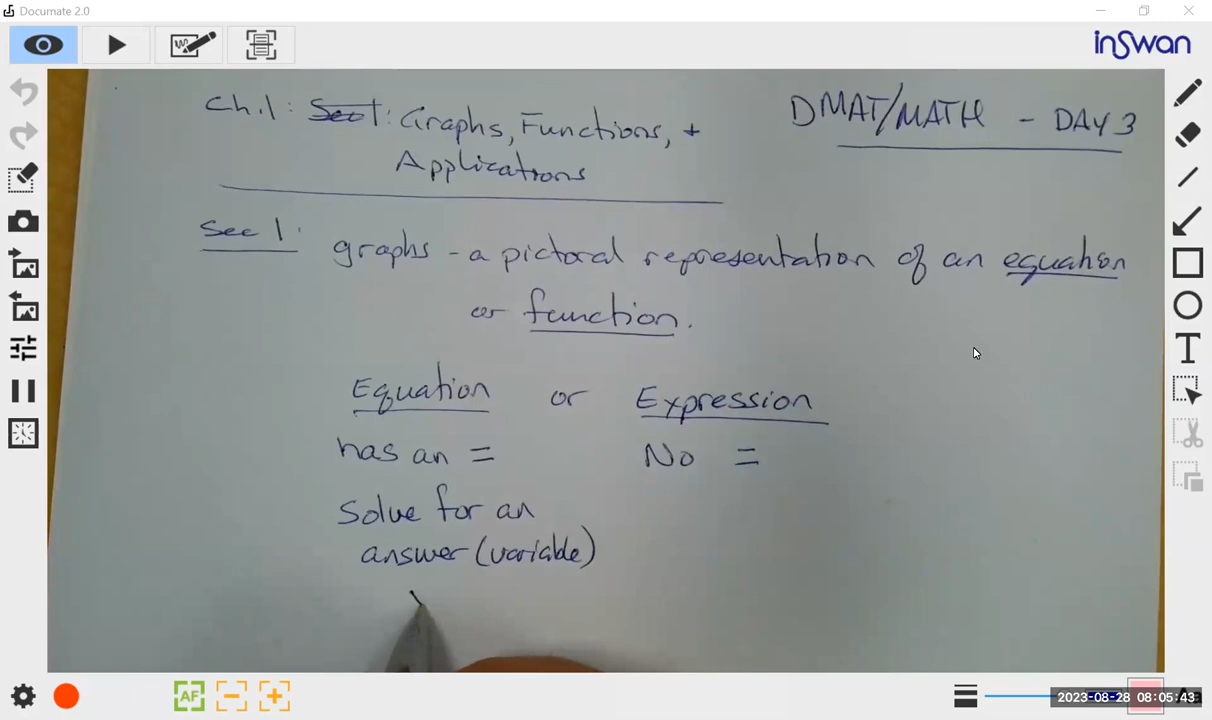 Documate 2.0
inSwan
Ch.1: Sec 1: Graphs, Functions, +
Applications
DMAT/MATH - DAY 3
Sec 1: graphs - a pictoral representation of an equation
or function.
Equation or Expression
has an = No =
Solve for an
answer (variable)
AF
T
2023-08-28 08:05:43